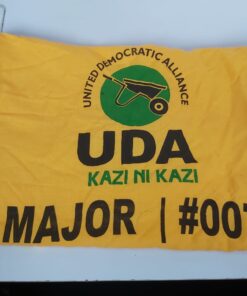 UNITED DEMOCRATIC ALLIANCE
UDA
KAZI NI KAZI
MAJOR | #00